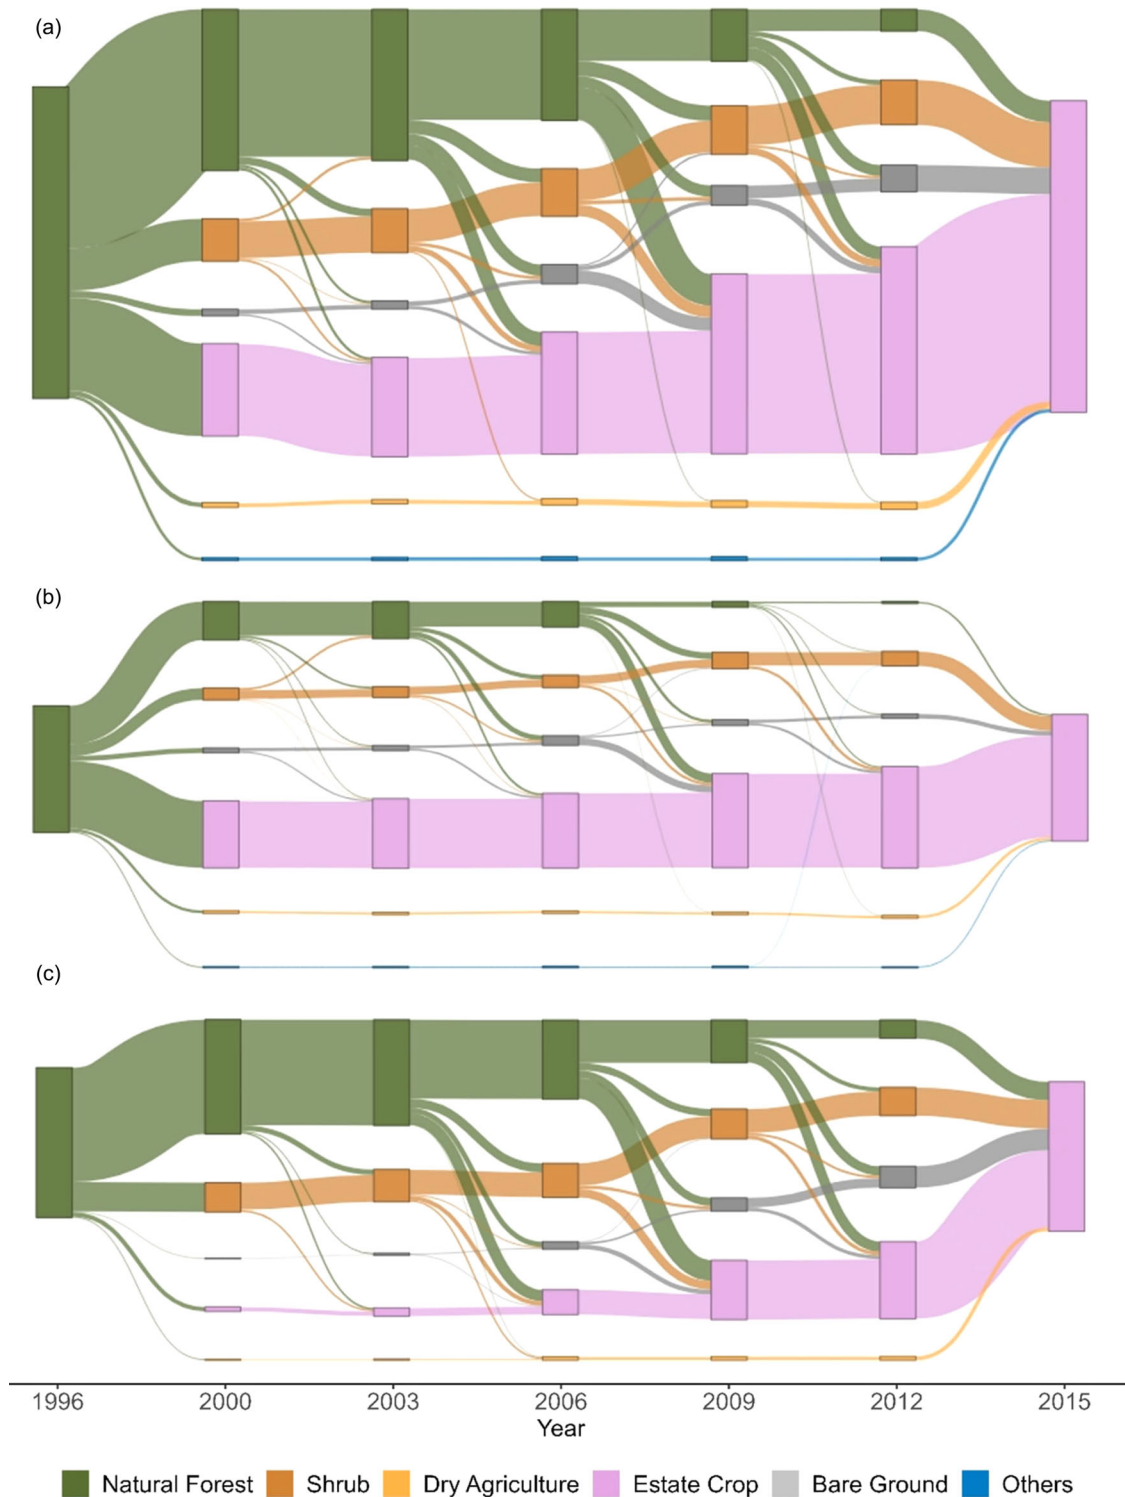 (a)
(b)
(c)
1996 2000 2003 2006 2009 2012 2015
Year
Natural Forest Shrub Dry Agriculture Estate Crop Bare Ground Others